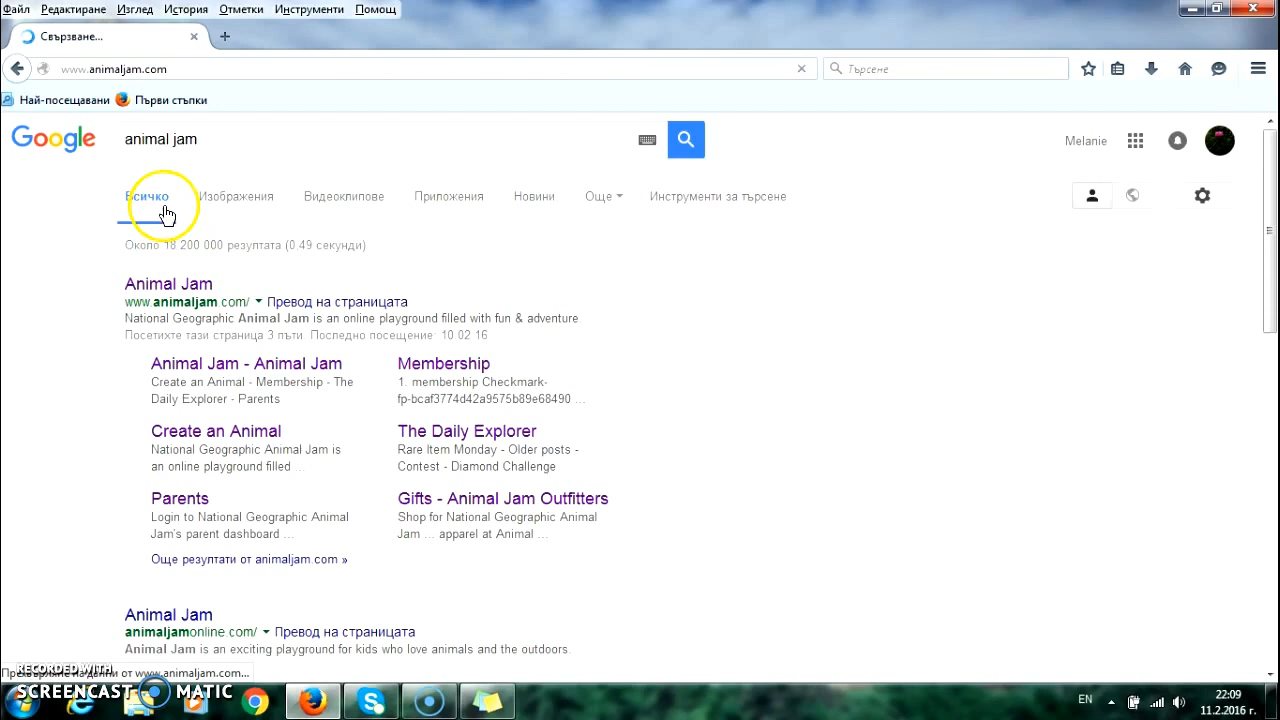 Файл Редактиране Изглед История Отметки Инструменти Помощ
Свързване...
www.animaljam.com
Търсене
Най-посещавани Първи стъпки
Google animal jam
Melanie
Всичко Изображения Видеоклипове Приложения Новини Още Инструменти за търсене
Около 18 200 000 резултата (0,49 секунди)
Animal Jam
www.animaljam.com/ Превод на страницата
National Geographic Animal Jam is an online playground filled with fun & adventure
Посетихте тази страница 3 пъти. Последно посещение: 10.02.16
Animal Jam - Animal Jam
Create an Animal - Membership - The
Daily Explorer - Parents
Membership
1. membership Checkmark-
fp-bcaf3774d42a9575b89e68490 ...
Create an Animal
National Geographic Animal Jam is
an online playground filled ...
The Daily Explorer
Rare Item Monday - Older posts -
Contest - Diamond Challenge
Parents
Login to National Geographic Animal
Jam's parent dashboard ...
Gifts - Animal Jam Outfitters
Shop for National Geographic Animal
Jam ... apparel at Animal ...
Още резултати от animaljam.com »
Animal Jam
animaljamonline.com/ Превод на страницата
Animal Jam is an exciting playground for kids who love animals and the outdoors.
Прехвърляне на данни от www.animaljam.com...
RECORDED WITH
SCREENCAST MATIC
EN
22:09
11.2.2016 г.